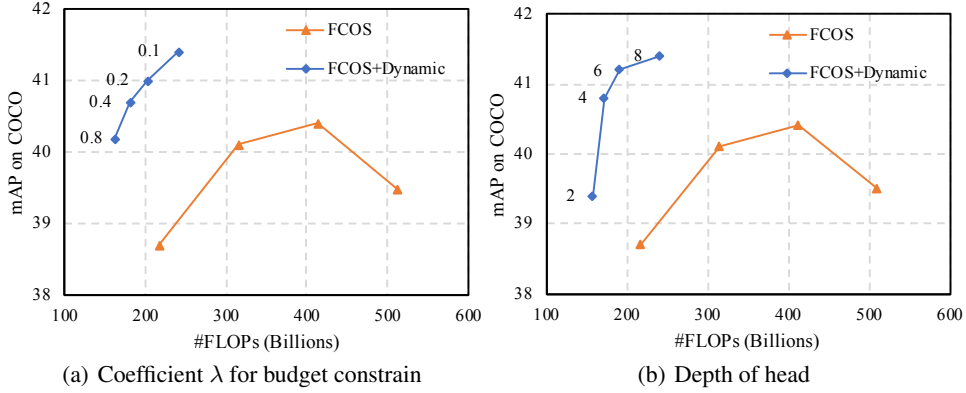 42
41
40
39
38
mAP on COCO
0.1
0.2
0.4
0.8
FCOS
FCOS+Dynamic
100 200 300 400 500 600
#FLOPs (Billions)
(a) Coefficient λ for budget constrain
42
41
40
39
38
mAP on COCO
8
6
4
2
FCOS
FCOS+Dynamic
100 200 300 400 500 600
#FLOPs (Billions)
(b) Depth of head